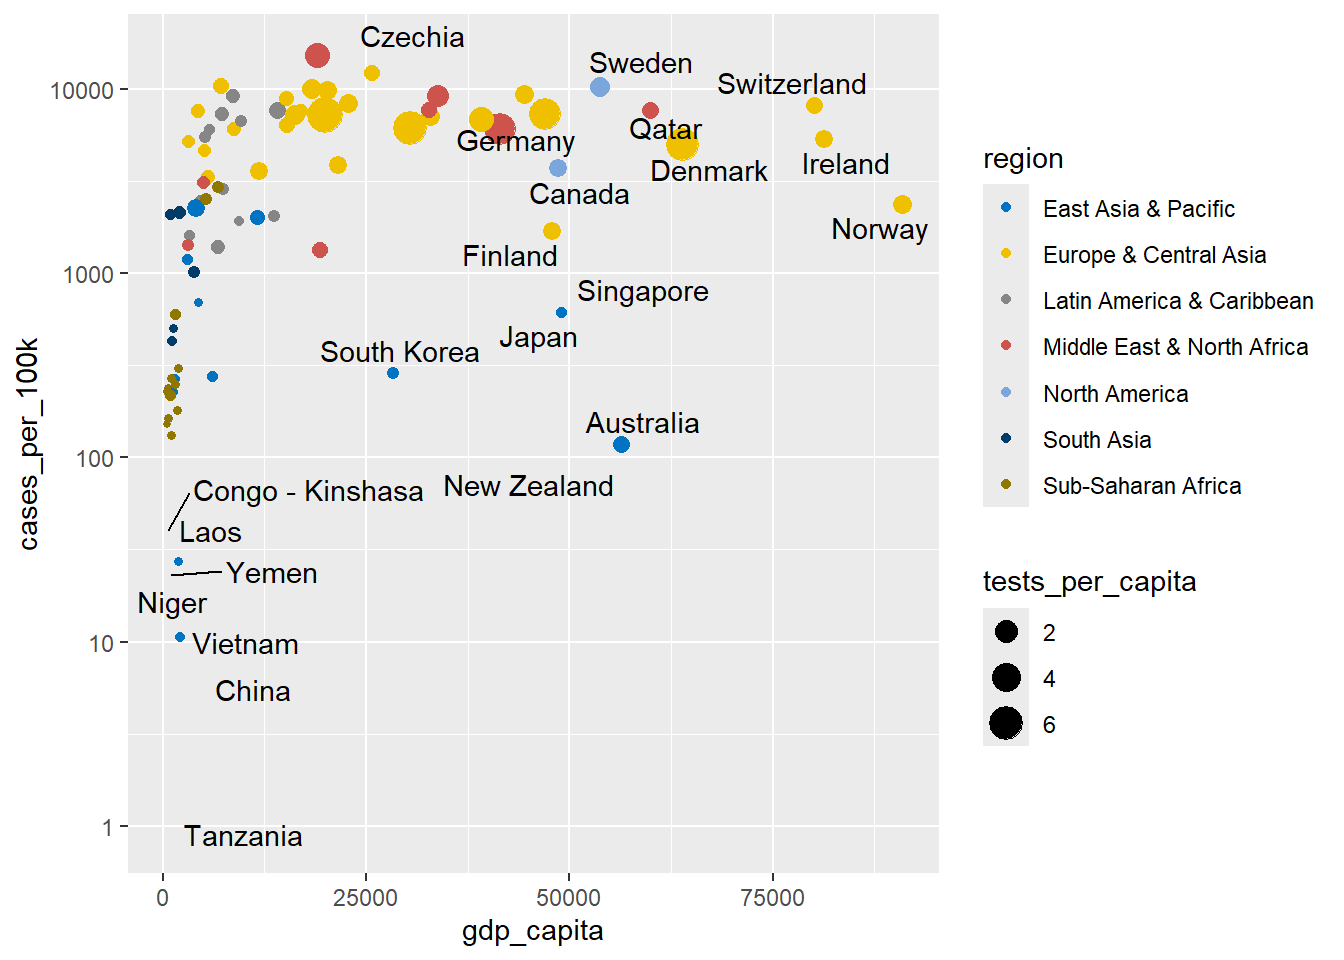 Czechia
Sweden
Switzerland
10000
Qatar
Germany
Denmark
Ireland
Canada
Norway
Finland
1000
Singapore
Japan
South Korea
Australia
100
New Zealand
Congo - Kinshasa
Laos
Yemen
Niger
10
Vietnam
China
1
Tanzania
cases_per_100k
0
25000
50000
75000
gdp_capita
region
East Asia & Pacific
Europe & Central Asia
Latin America & Caribbean
Middle East & North Africa
North America
South Asia
Sub-Saharan Africa
tests_per_capita
2
4
6